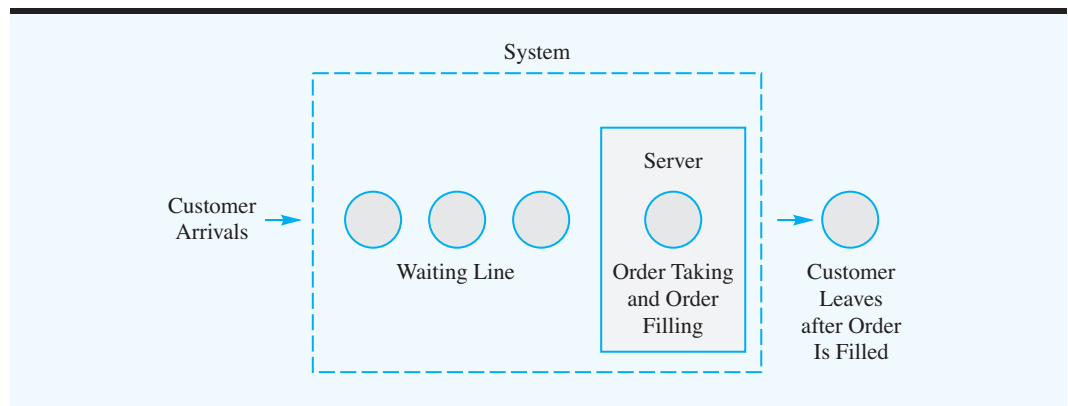 System
Server
Customer
Arrivals
Waiting Line
Order Taking
and Order
Filling
Customer
Leaves
after Order
Is Filled